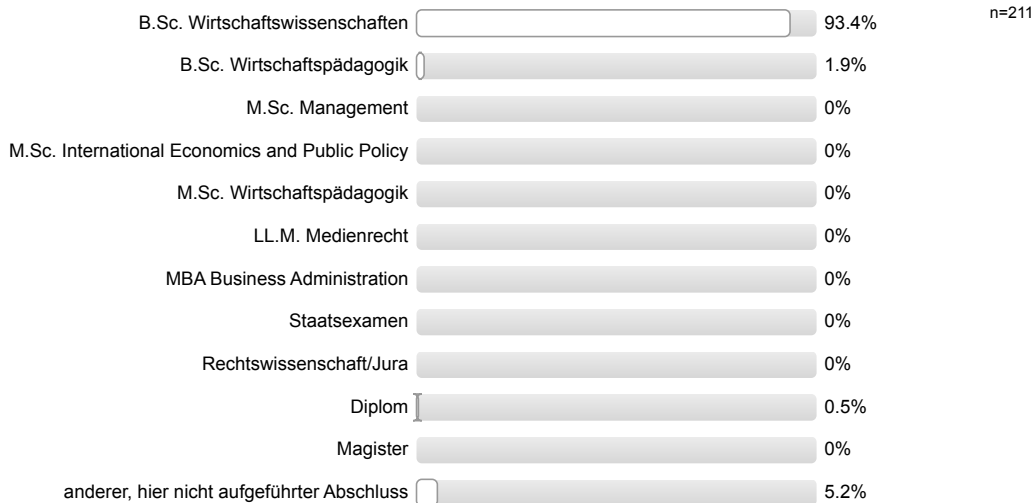 B.Sc. Wirtschaftswissenschaften 93.4% n=211
B.Sc. Wirtschaftspädagogik 1.9%
M.Sc. Management 0%
M.Sc. International Economics and Public Policy 0%
M.Sc. Wirtschaftspädagogik 0%
LL.M. Medienrecht 0%
MBA Business Administration 0%
Staatsexamen 0%
Rechtswissenschaft/Jura 0%
Diplom 0.5%
Magister 0%
anderer, hier nicht aufgeführter Abschluss 5.2%